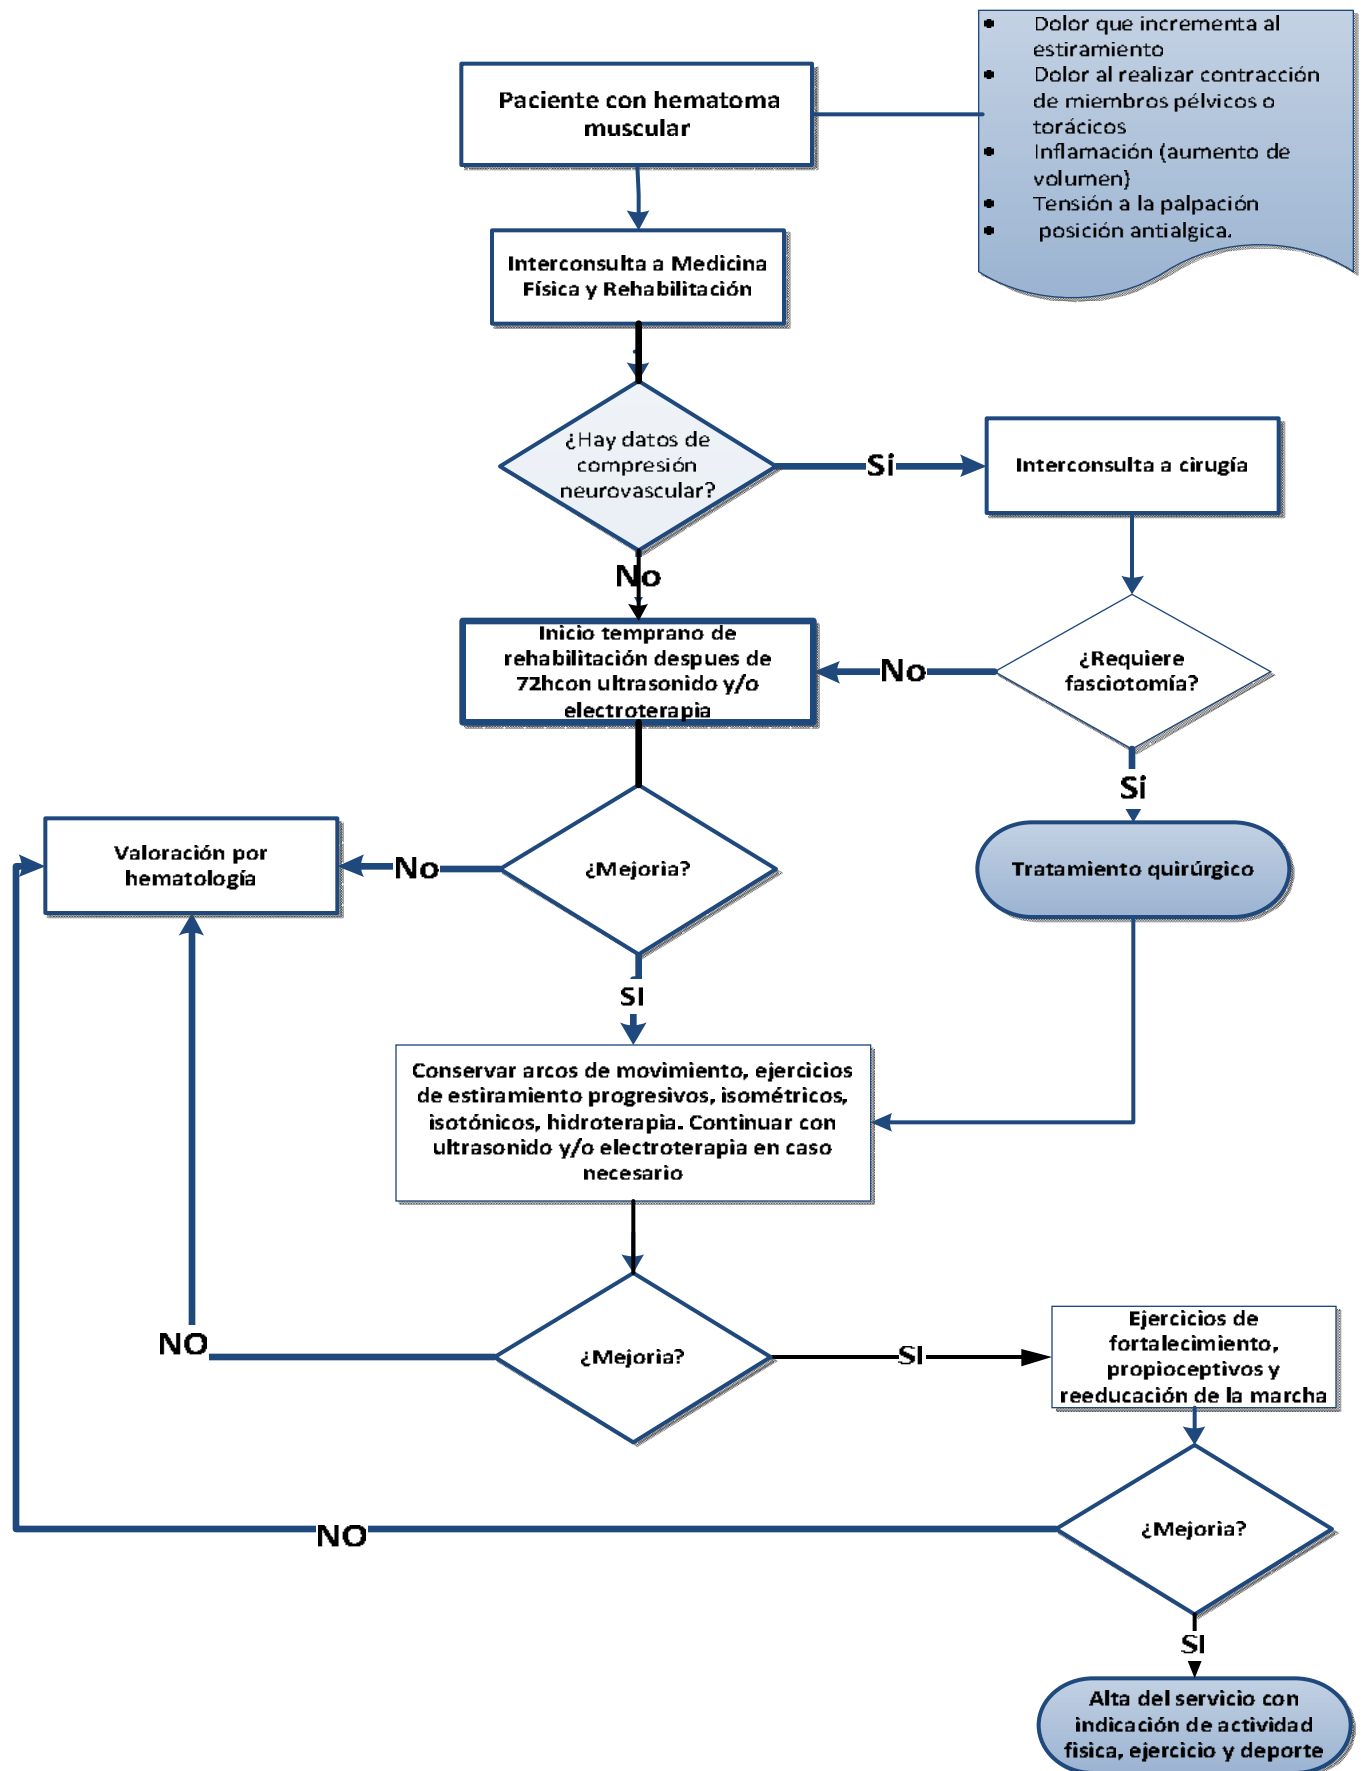 • Dolor que incrementa al
estiramiento
• Dolor al realizar contracción
de miembros pélvicos o
torácicos
• Inflamación (aumento de
volumen)
• Tensión a la palpación
• posición antialgica.
Paciente con hematoma
muscular
Interconsulta a Medicina
Física y Rehabilitación
¿Hay datos de
compresión
neurovascular?
Si
Interconsulta a cirugía
No
Inicio temprano de
rehabilitación despues de
72hcon ultrasonido y/o
electroterapia
No
¿Requiere
fasciotomía?
Si
Tratamiento quirúrgico
Valoración por
hematología
No
¿Mejoria?
SI
Conservar arcos de movimiento, ejercicios
de estiramiento progresivos, isométricos,
isotónicos, hidroterapia. Continuar con
ultrasonido y/o electroterapia en caso
necesario
NO
¿Mejoria?
SI
Ejercicios de
fortalecimiento,
propioceptivos y
reeducación de la marcha
NO
¿Mejoria?
SI
Alta del servicio con
indicación de actividad
fisica, ejercicio y deporte